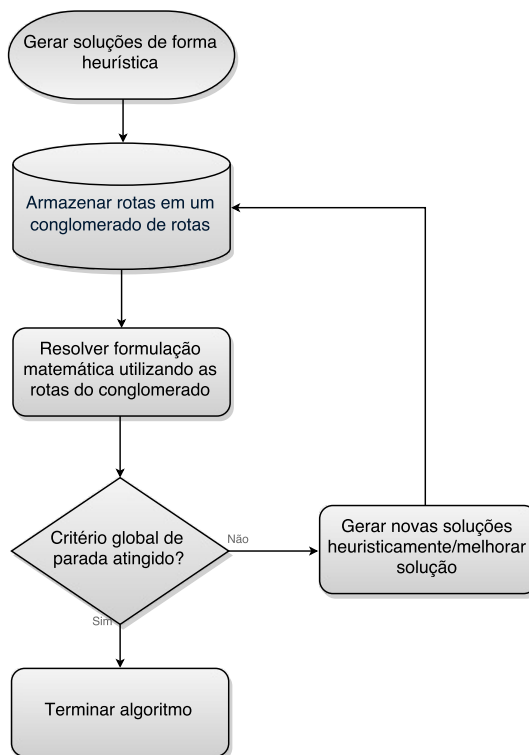 Gerar soluções de forma
heurística
Armazenar rotas em um
conglomerado de rotas
Resolver formulação
matemática utilizando as
rotas do conglomerado
Critério global de
parada atingido?
Não
Gerar novas soluções
heuristicamente/melhorar
solução
Sim
Terminar algoritmo